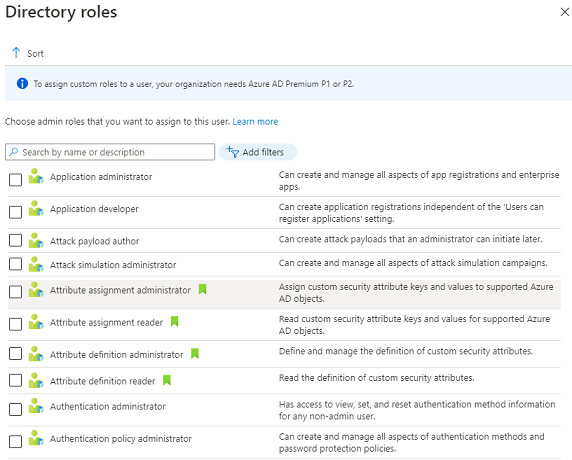 Directory roles
Sort
To assign custom roles to a user, your organization needs Azure AD Premium P1 or P2.
Choose admin roles that you want to assign to this user. Learn more
Search by name or description
Add filters
Application administrator
Can create and manage all aspects of app registrations and enterprise
apps.
Application developer
Can create application registrations independent of the 'Users can
register applications' setting.
Attack payload author
Can create attack payloads that an administrator can initiate later.
Attack simulation administrator
Can create and manage all aspects of attack simulation campaigns.
Attribute assignment administrator
Assign custom security attribute keys and values to supported Azure
AD objects.
Attribute assignment reader
Read custom security attribute keys and values for supported Azure
AD objects.
Attribute definition administrator
Define and manage the definition of custom security attributes.
Attribute definition reader
Read the definition of custom security attributes.
Authentication administrator
Has access to view, set, and reset authentication method information
for any non-admin user.
Authentication policy administrator
Can create and manage all aspects of authentication methods and
password protection policies.